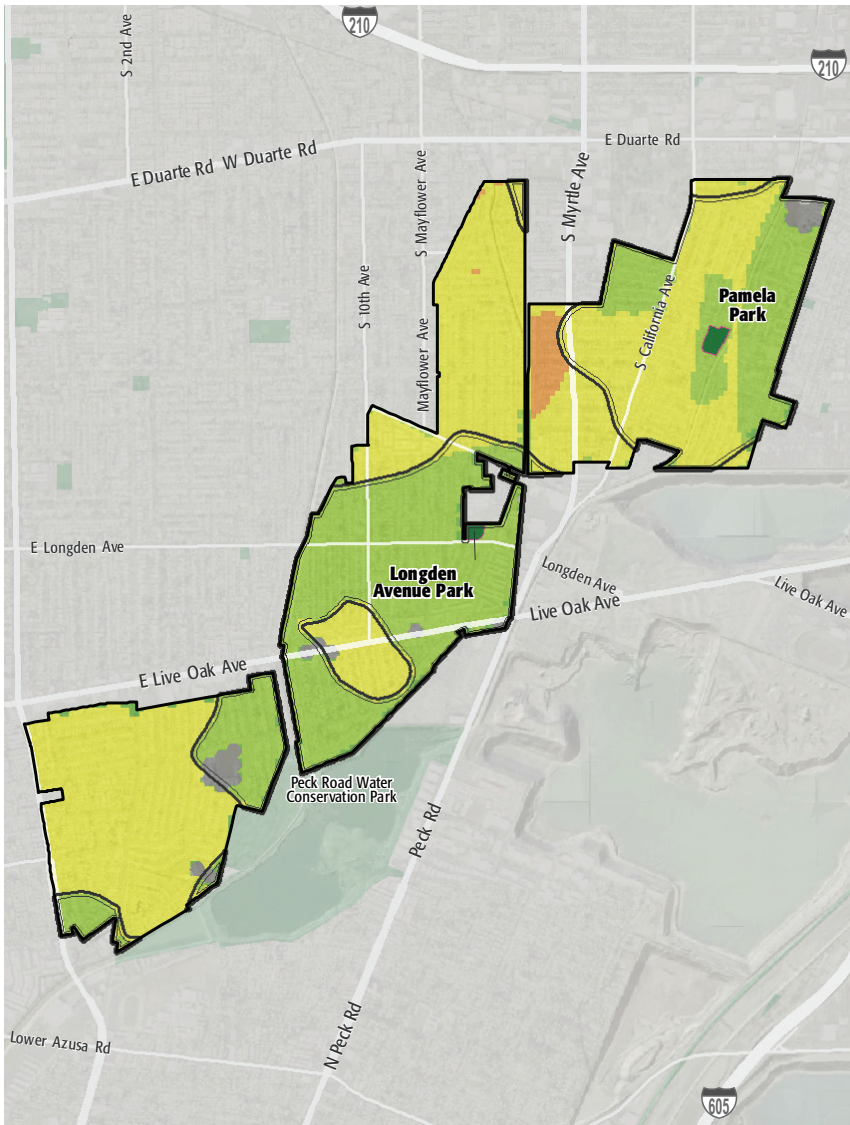 210
S 2nd Ave
210
E Duarte Rd
W Duarte Rd
E Duarte Rd
S Mayflower Ave
S Myrtle Ave
S 10th Ave
S California Ave
Pamela
Park
Mayflower Ave
E Longden Ave
Longden
Avenue Park
Longden Ave
Live Oak Ave
Live Oak Ave
E Live Oak Ave
Peck Road Water
Conservation Park
Peck Rd
N Peck Rd
Lower Azusa Rd
605